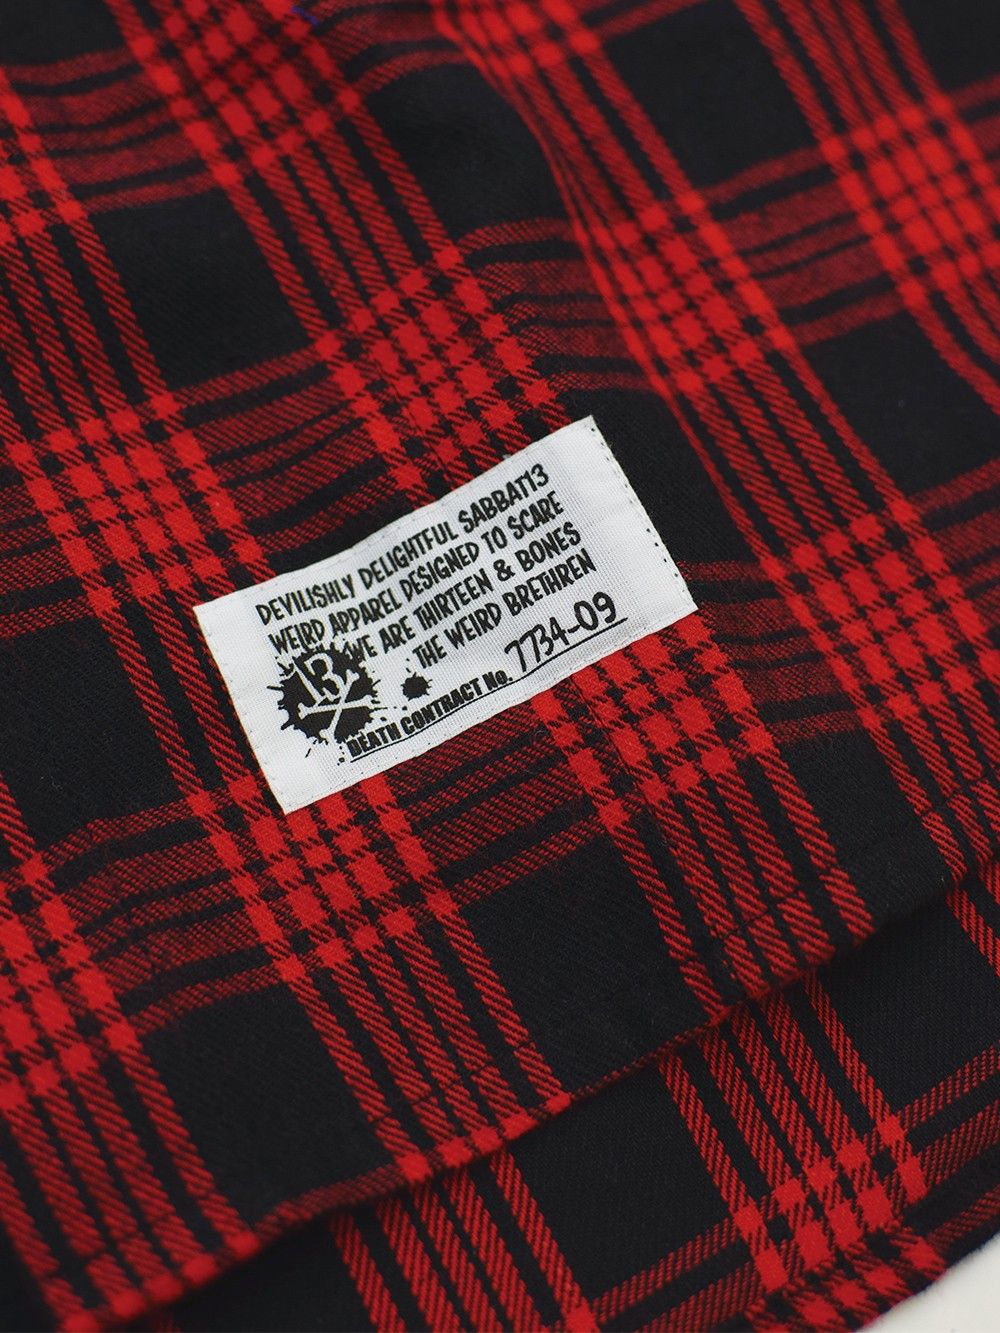 DEVILISHLY DELIGHTFUL SABBAT13
WEIRD APPAREL DESIGNED TO SCARE
WE ARE THIRTEEN & BONES
THE WEIRD BRETHREN
13
DEATH CONTRACT No. 7734-09